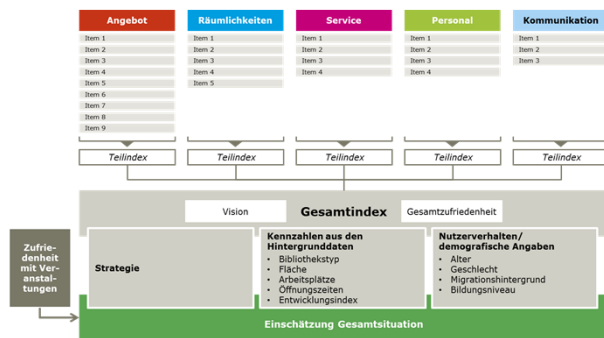 Angebot
Item 1
Item 2
Item 3
Item 4
Item 5
Item 6
Item 7
Item 8
Item 9
Teilindex
Räumlichkeiten
Item 1
Item 2
Item 3
Item 4
Item 5
Teilindex
Service
Item 1
Item 2
Item 3
Item 4
Teilindex
Personal
Item 1
Item 2
Item 3
Item 4
Teilindex
Kommunikation
Item 1
Item 2
Item 3
Teilindex
Vision
Gesamtindex
Gesamtzufriedenheit
Zufrie-
denheit
mit Ver-
anstal-
tungen
Strategie
Kennzahlen aus den
Hintergrunddaten
• Bibliothekstyp
• Fläche
• Arbeitsplätze
• Öffnungszeiten
• Entwicklungsindex
Nutzerverhalten/
demografische Angaben
• Alter
• Geschlecht
• Migrationshintergrund
• Bildungsniveau
Einschätzung Gesamtsituation